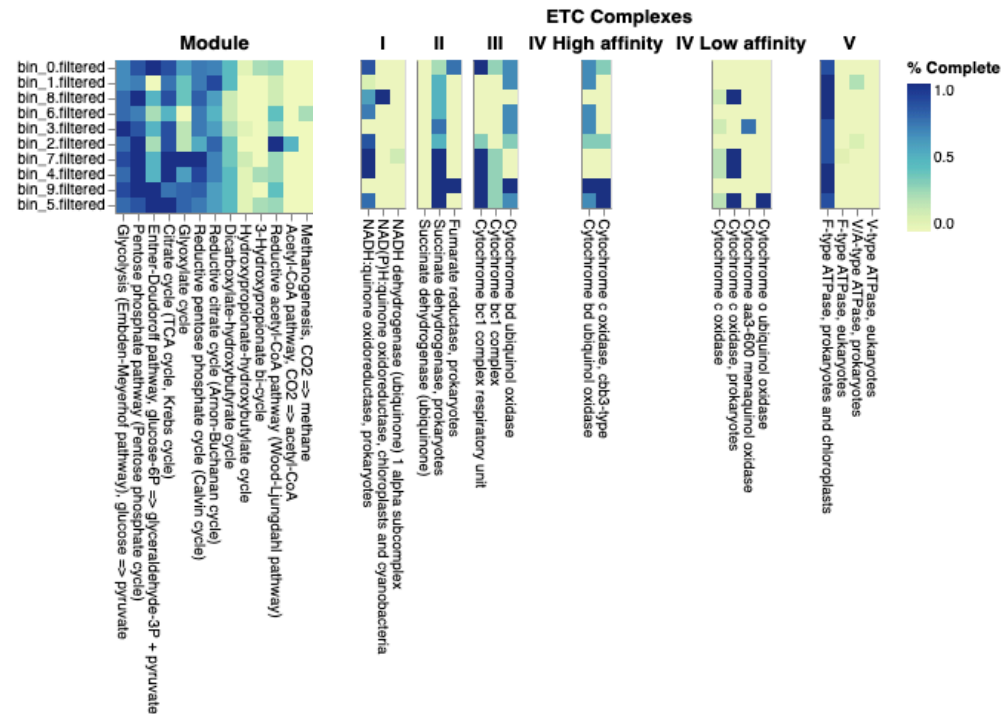 ETC Complexes
Module
I
II
III
IV High affinity
IV Low affinity
V
bin_0.filtered
bin_1.filtered
bin_8.filtered
bin_6.filtered
bin_3.filtered
bin_2.filtered
bin_7.filtered
bin_4.filtered
bin_9.filtered
bin_5.filtered
% Complete
1.0
0.5
0.0
Glycolysis (Embden-Meyerhof pathway), glucose => pyruvate
Pentose phosphate pathway (Pentose phosphate cycle)
Entner-Doudoroff pathway, glucose-6P => glyceraldehyde-3P + pyruvate
Citrate cycle (TCA cycle, Krebs cycle)
Glyoxylate cycle
Reductive pentose phosphate cycle (Calvin cycle)
Reductive citrate cycle (Arnon-Buchanan cycle)
Dicarboxylate-hydroxybutyrate cycle
Hydroxypropionate-hydroxybutylate cycle
3-Hydroxypropionate bi-cycle
Reductive acetyl-CoA pathway (Wood-Ljungdahl pathway)
Acetyl-CoA pathway, CO2 => acetyl-CoA
Methanogenesis, CO2 => methane
NADH:quinone oxidoreductase, prokaryotes
NAD(P)H:quinone oxidoreductase, chloroplasts and cyanobacteria
NADH dehydrogenase (ubiquinone) 1 alpha subcomplex
Succinate dehydrogenase (ubiquinone)
Succinate dehydrogenase, prokaryotes
Fumarate reductase, prokaryotes
Cytochrome bc1 complex respiratory unit
Cytochrome bc1 complex
Cytochrome bd ubiquinol oxidase
Cytochrome bd ubiquinol oxidase
Cytochrome c oxidase, cbb3-type
Cytochrome c oxidase
Cytochrome c oxidase, prokaryotes
Cytochrome aa3-600 menaquinol oxidase
Cytochrome o ubiquinol oxidase
F-type ATPase, prokaryotes and chloroplasts
F-type ATPase, eukaryotes
V/A-type ATPase, prokaryotes
V-type ATPase, eukaryotes